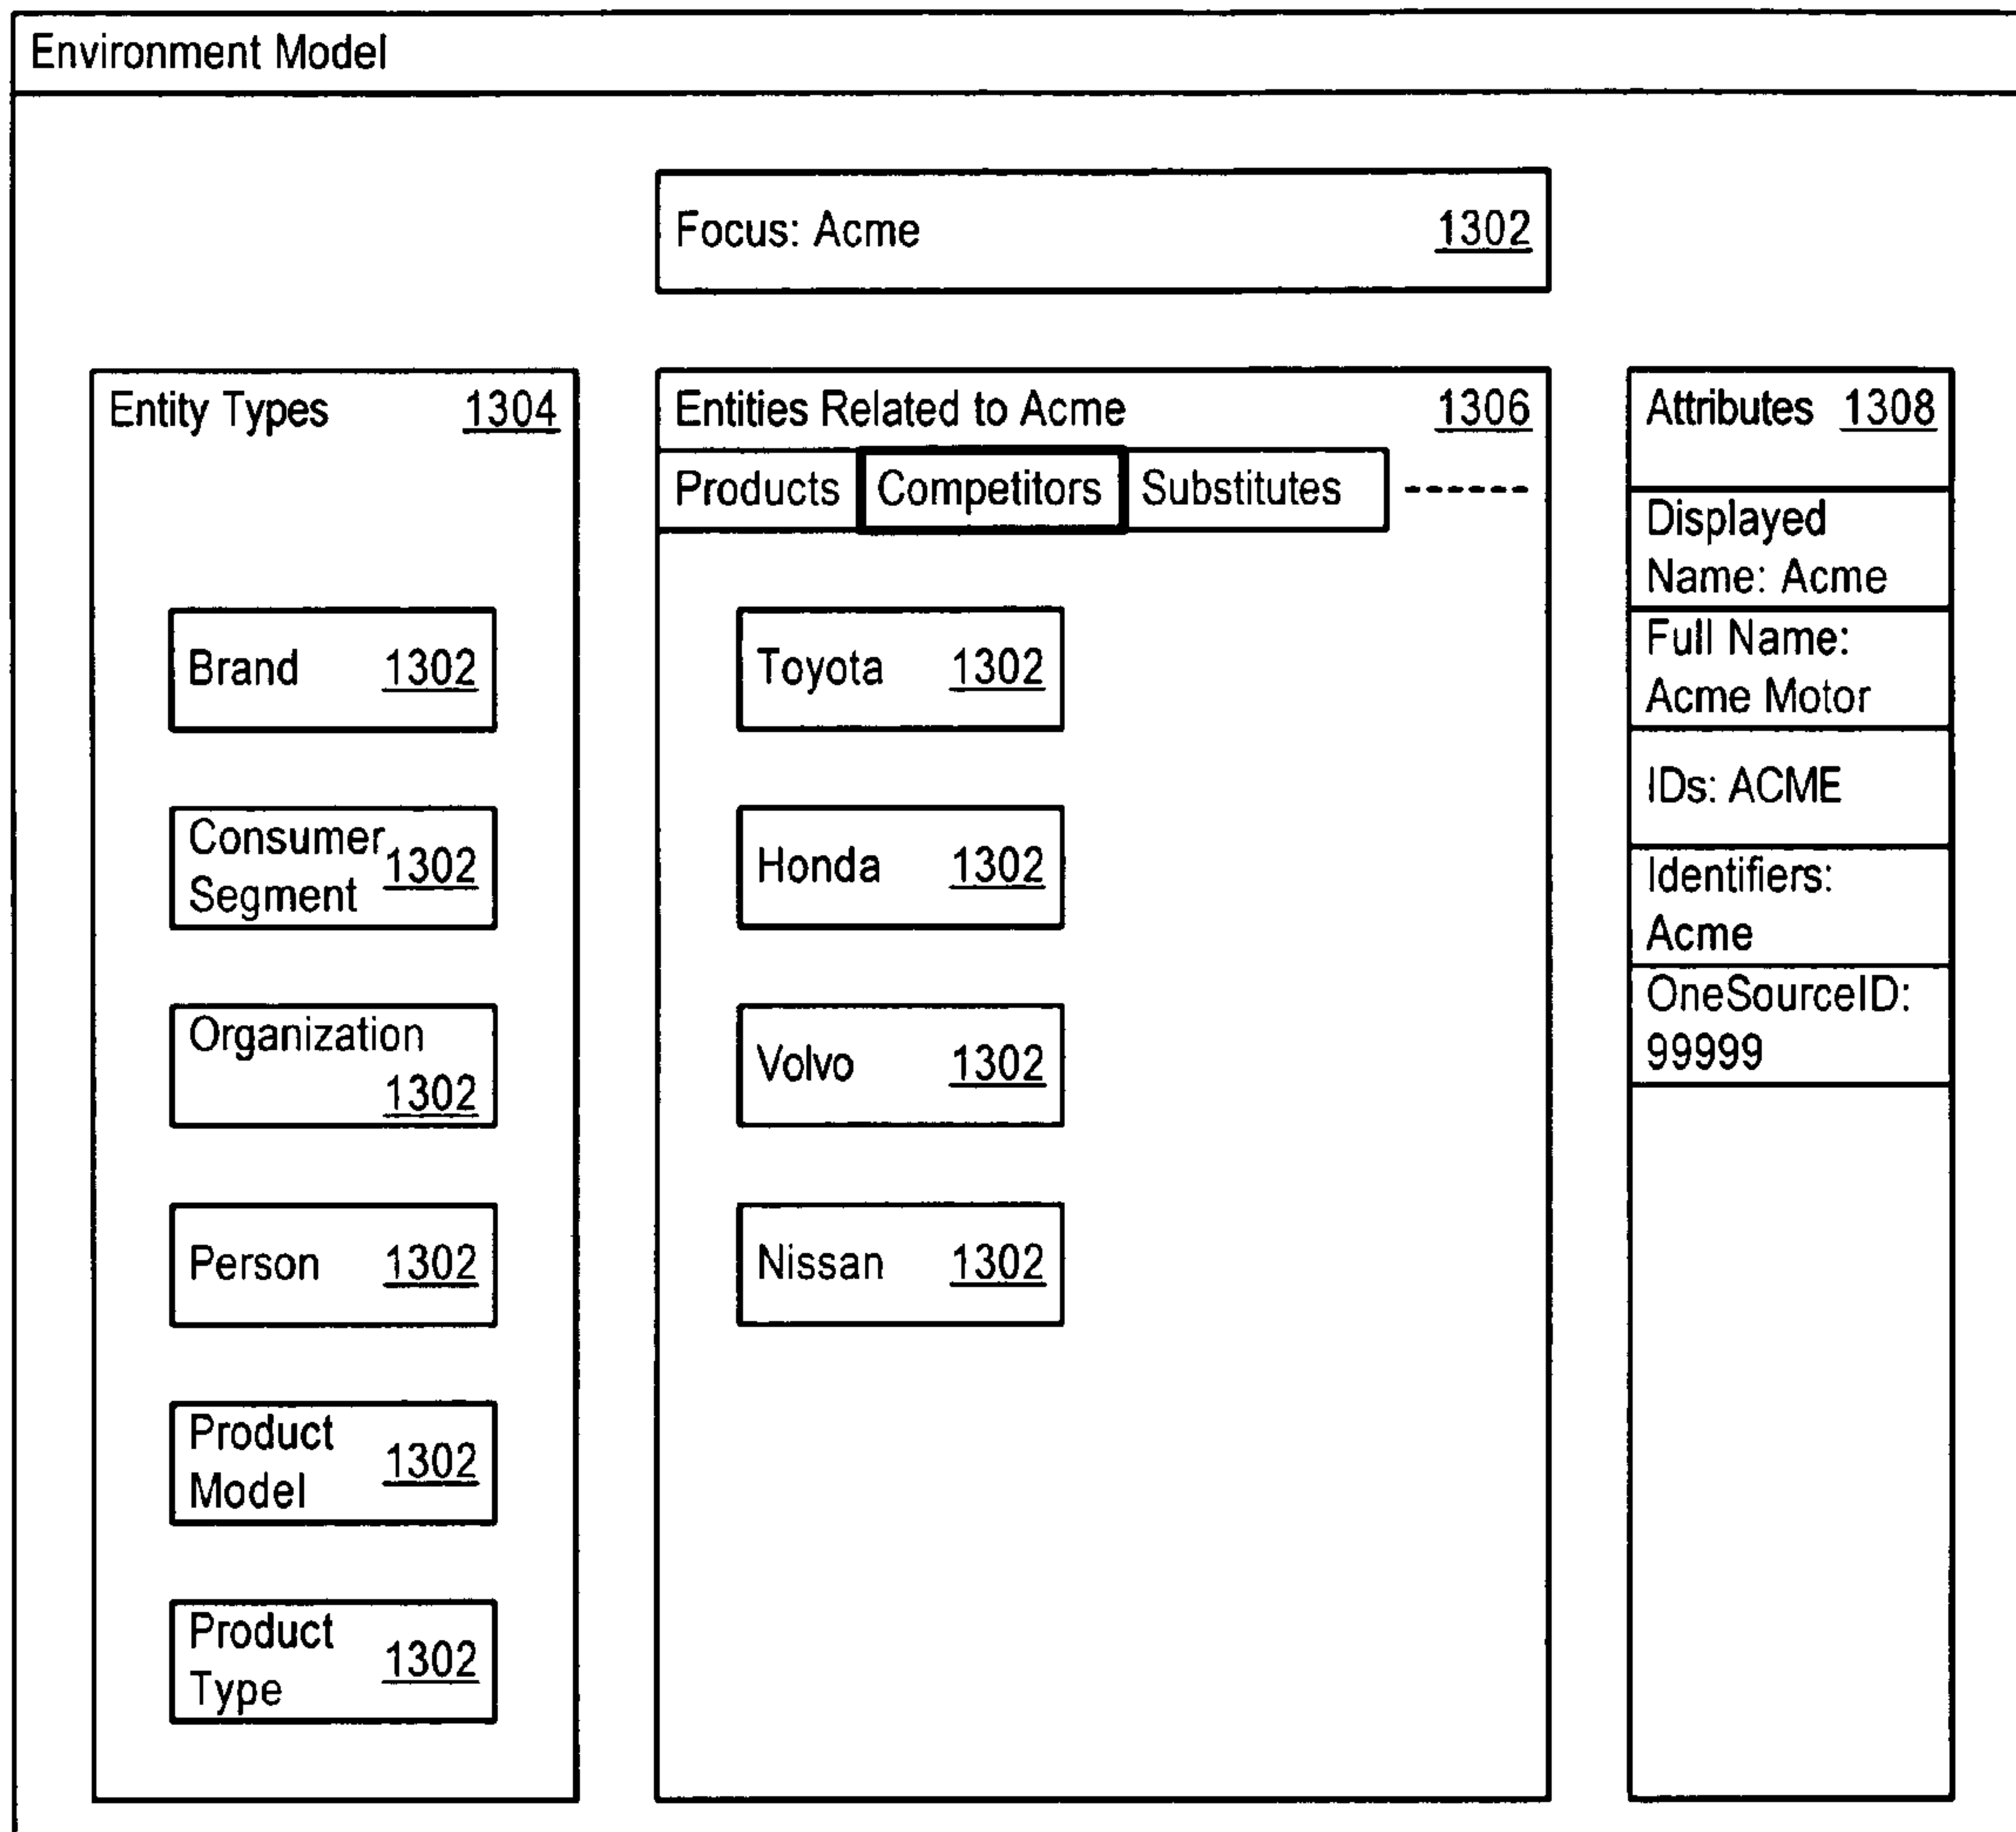 Environment Model
Focus: Acme 1302
Entity Types 1304
Brand 1302
Consumer
Segment 1302
Organization
1302
Person 1302
Product
Model 1302
Product
Type 1302
Entities Related to Acme 1306
Products Competitors Substitutes
Toyota 1302
Honda 1302
Volvo 1302
Nissan 1302
Attributes 1308
Displayed
Name: Acme
Full Name:
Acme Motor
IDs: ACME
Identifiers:
Acme
OneSourceID:
99999